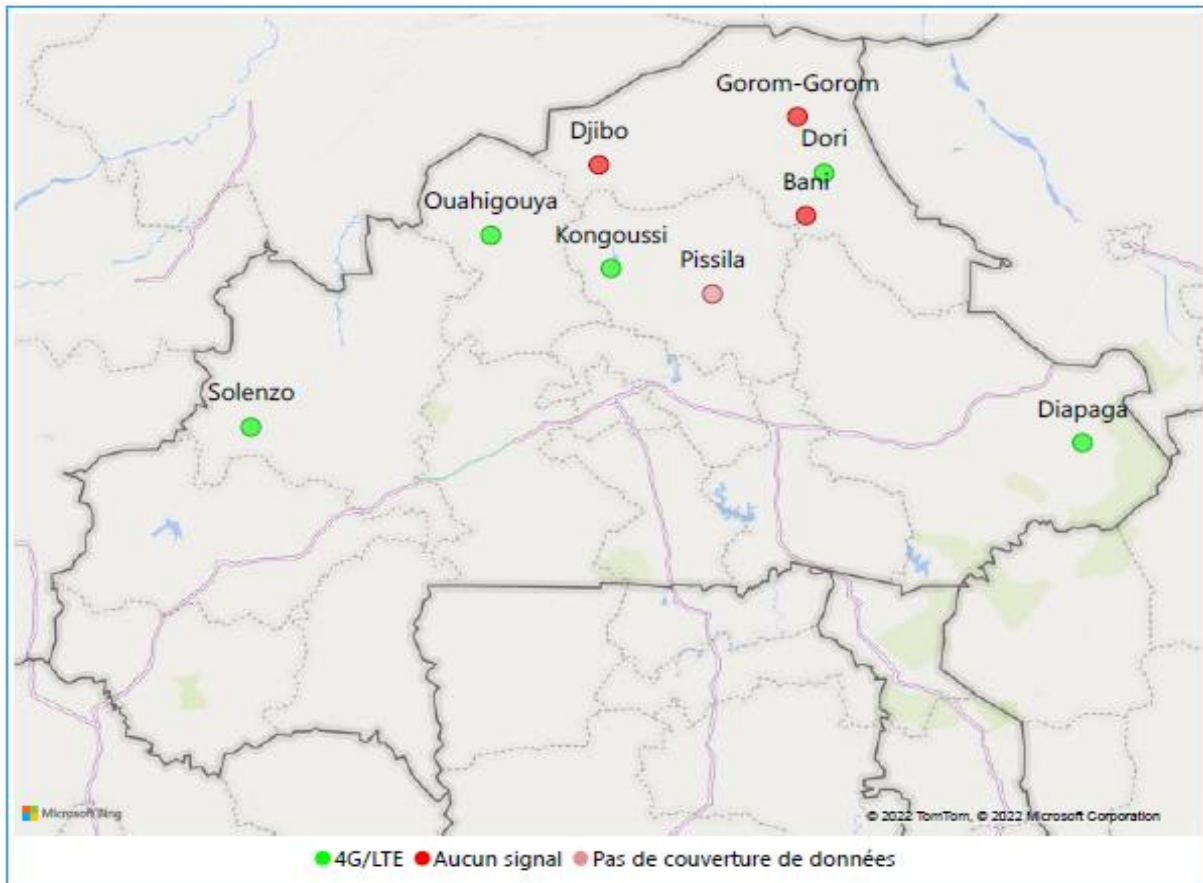 Gorom-Gorom
Djibo
Dori
Bani
Ouahigouya
Kongoussi
Pissila
Solenzo
Diapaga
Microsoft Bing
© 2022 TomTom, © 2022 Microsoft Corporation
4G/LTE Aucun signal Pas de couverture de données